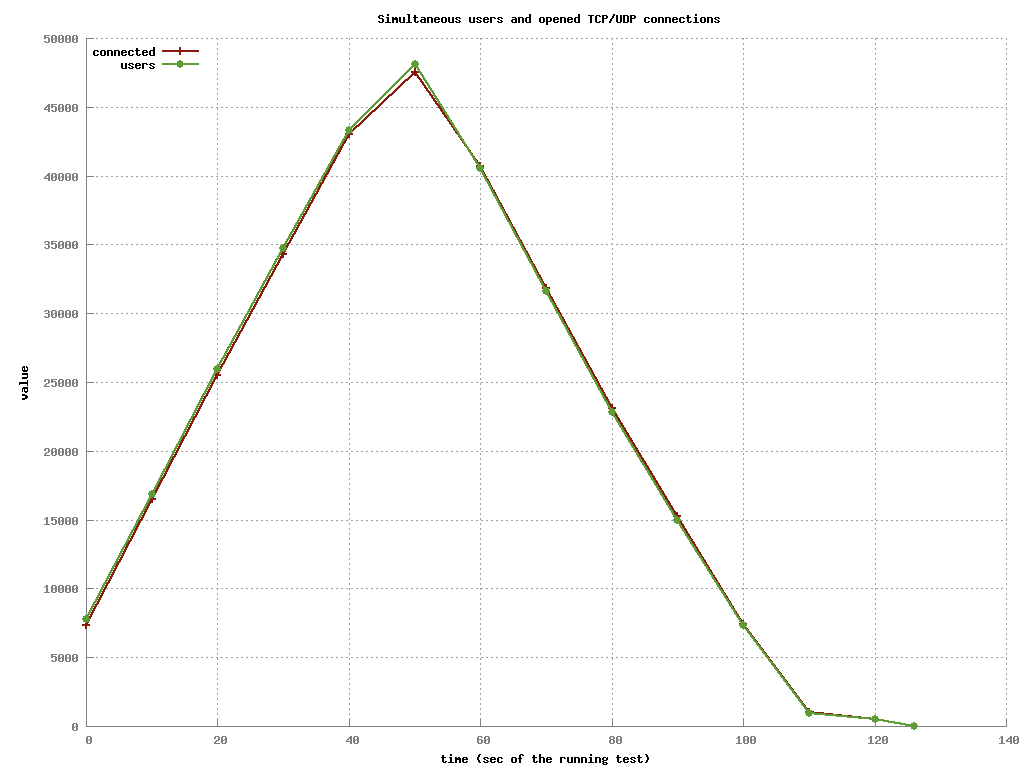 Simultaneous users and opened TCP/UDP connections
50000
connected
users
45000
40000
35000
30000
25000
value
20000
15000
10000
5000
0
0 20 40 60 80 100 120 140
time (sec of the running test)